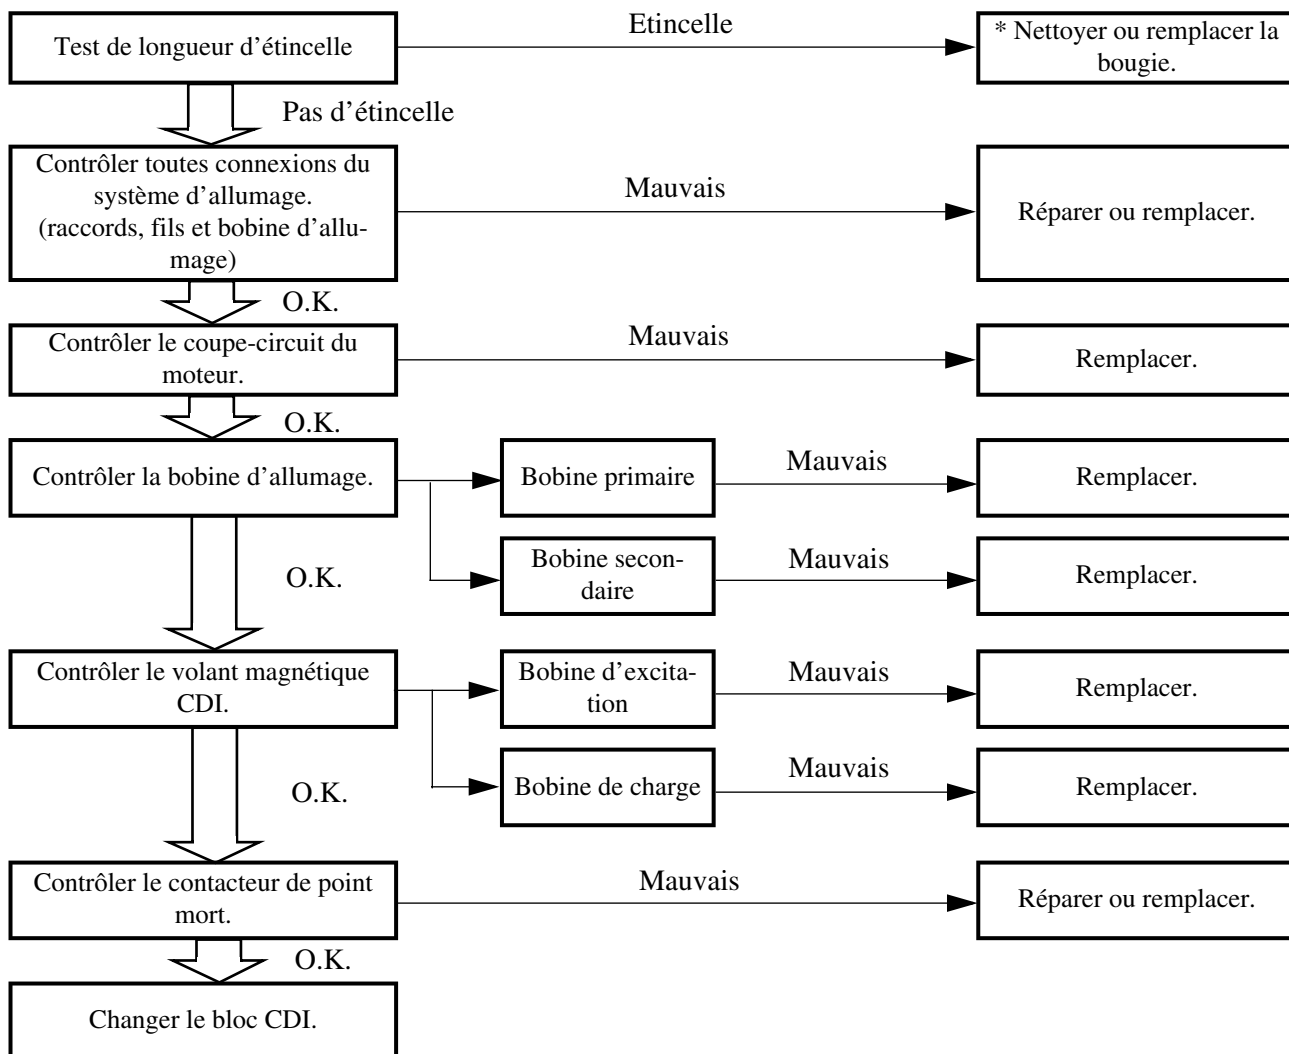 Test de longueur d’étincelle
Etincelle
* Nettoyer ou remplacer la
bougie.
Pas d’étincelle
Contrôler toutes connexions du
système d’allumage.
(raccords, fils et bobine d’allu-
mage)
Mauvais
Réparer ou remplacer.
O.K.
Contrôler le coupe-circuit du
moteur.
Mauvais
Remplacer.
O.K.
Contrôler la bobine d’allumage.
Bobine primaire
Mauvais
Remplacer.
O.K.
Bobine secon-
daire
Mauvais
Remplacer.
Contrôler le volant magnétique
CDI.
Bobine d’excita-
tion
Mauvais
Remplacer.
O.K.
Bobine de charge
Mauvais
Remplacer.
Contrôler le contacteur de point
mort.
Mauvais
Réparer ou remplacer.
O.K.
Changer le bloc CDI.